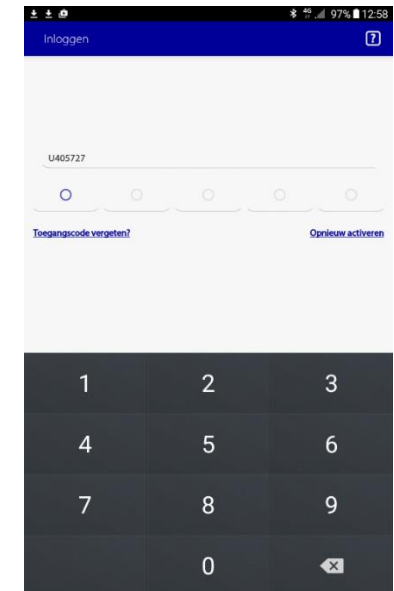 4G 97% 12:58
Inloggen ?
U405727
Toegangscode vergeten? Opnieuw activeren
1 2 3
4 5 6
7 8 9
0